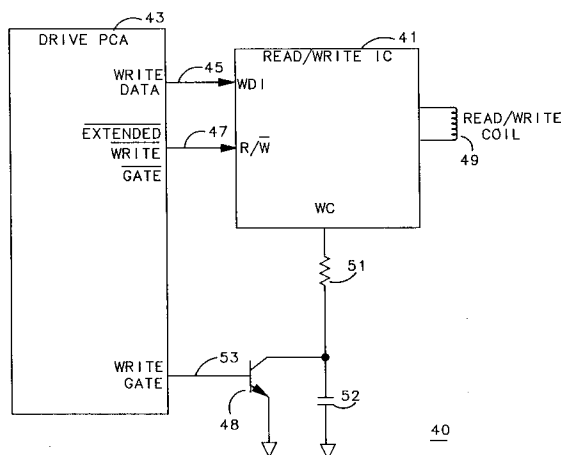 43
DRIVE PCA
41
READ/WRITE IC
WRITE
DATA
45
WDI
EXTENDED
WRITE
GATE
47
R/W
READ/WRITE
COIL
49
WC
51
WRITE
GATE
53
48
52
40